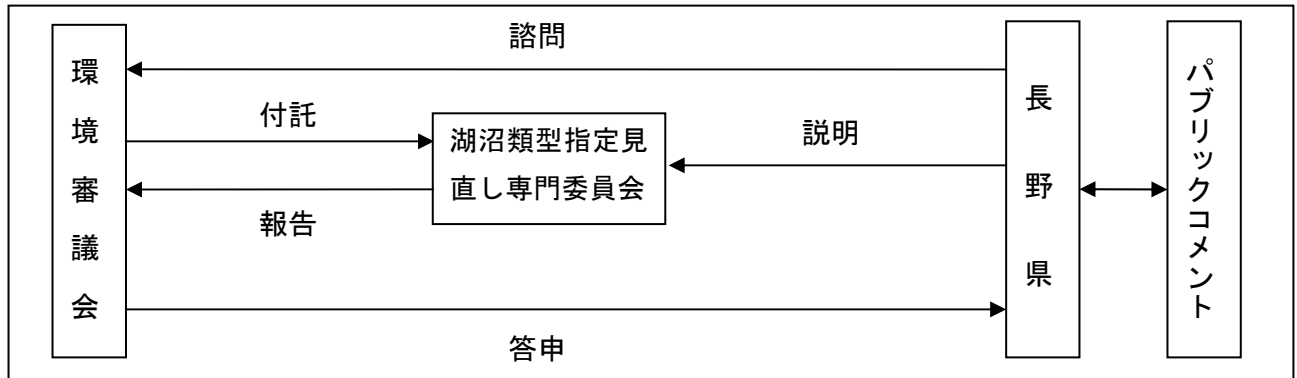 諮問
環境審議会
付託
湖沼類型指定見
直し専門委員会
報告
説明
長野県
パブリックコメント
答申